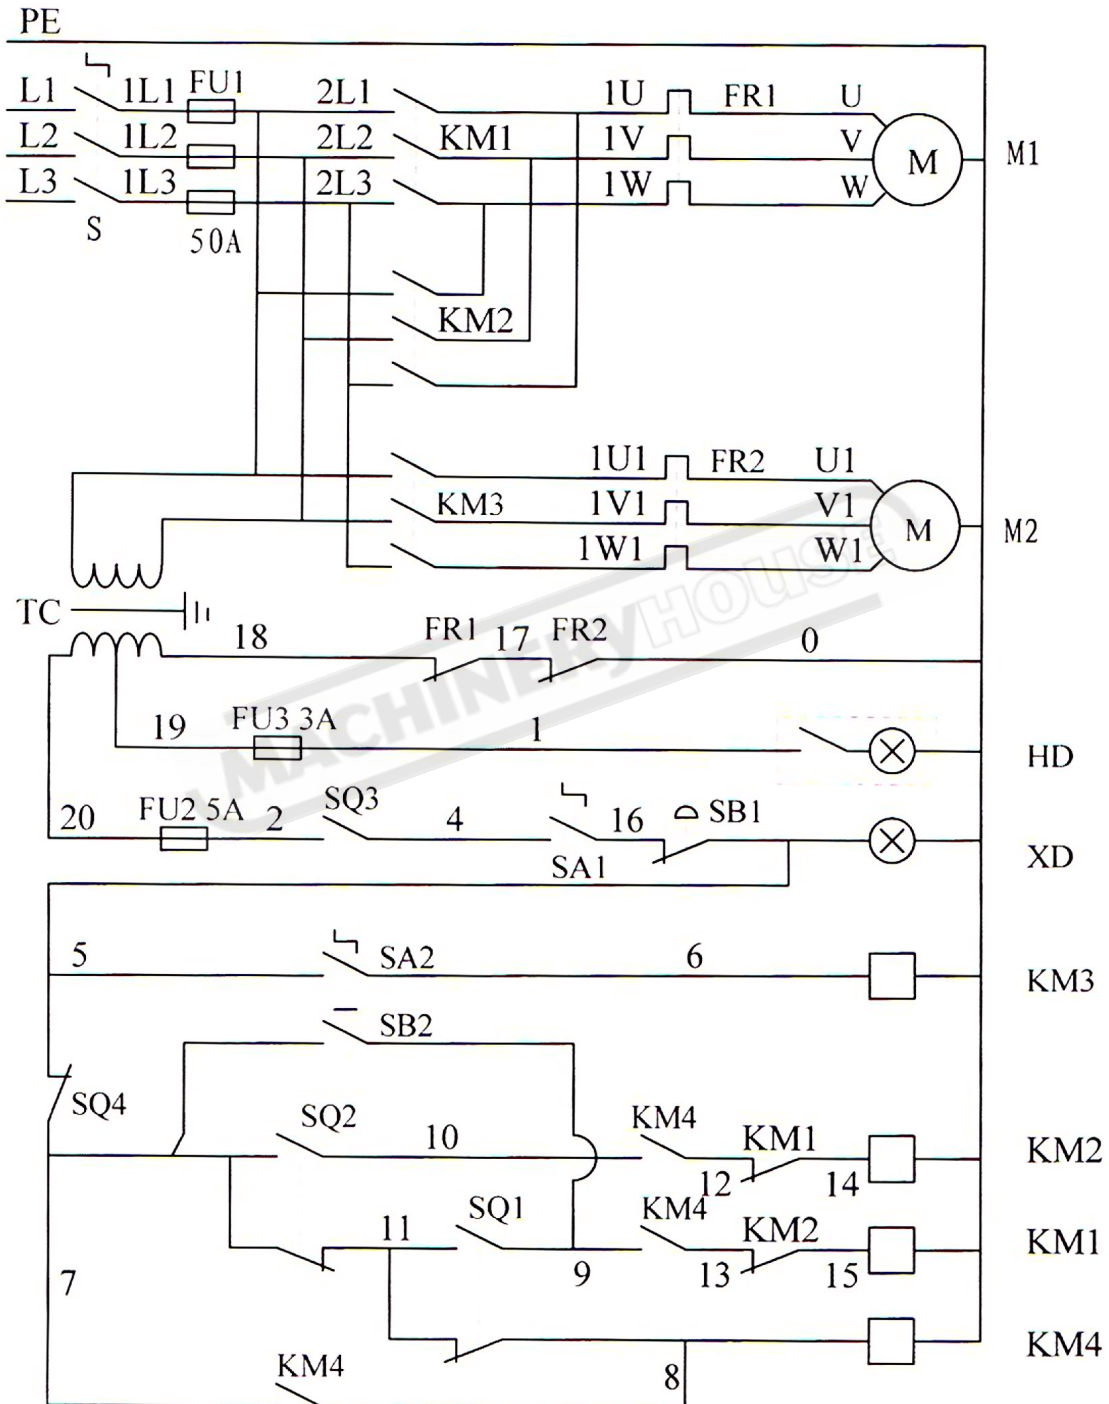 PE
L1 1L1 FU1 2L1 1U FR1 U
L2 1L2 2L2 KM1 1V V M M1
L3 1L3 2L3 1W W
S 50A
KM2
1U1 FR2 U1
KM3 1V1 V1 M M2
1W1 W1
TC
18 FR1 17 FR2 0
MACHINERyHOUSE
19 FU3 3A 1 HD
20 FU2 5A 2 SQ3 4 16 SB1 XD
SA1
5 SA2 6 KM3
SB2
SQ4
SQ2 10 KM4 KM1 KM2
12 14
11 SQ1 KM4 KM2 KM1
7 9 13 15
KM4
KM4 8